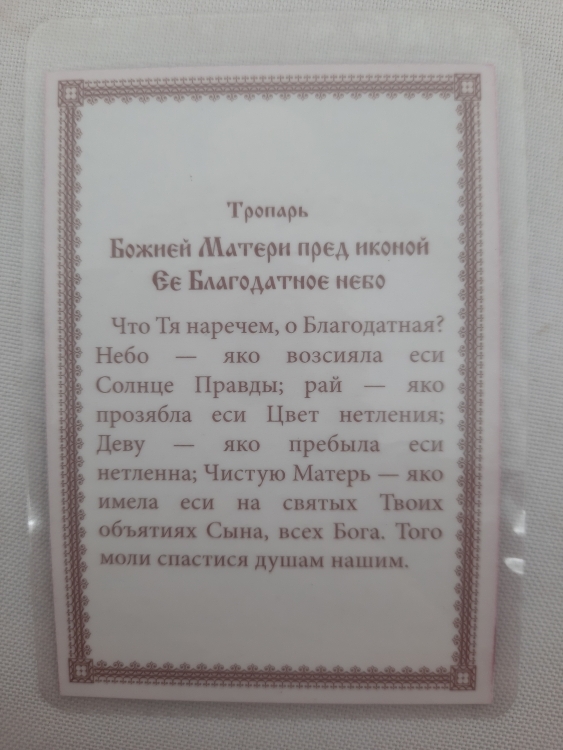 Тропарь
Божией Матери пред иконой
Ее Благодатное небо
Что Тя наречем, о Благодатная?
Небо — яко возсияла еси
Солнце Правды; рай — яко
прозябла еси Цвет нетления;
Деву — яко пребыла еси
нетленна; Чистую Матерь — яко
имела еси на святых Твоих
объятиях Сына, всех Бога. Того
моли спастися душам нашим.